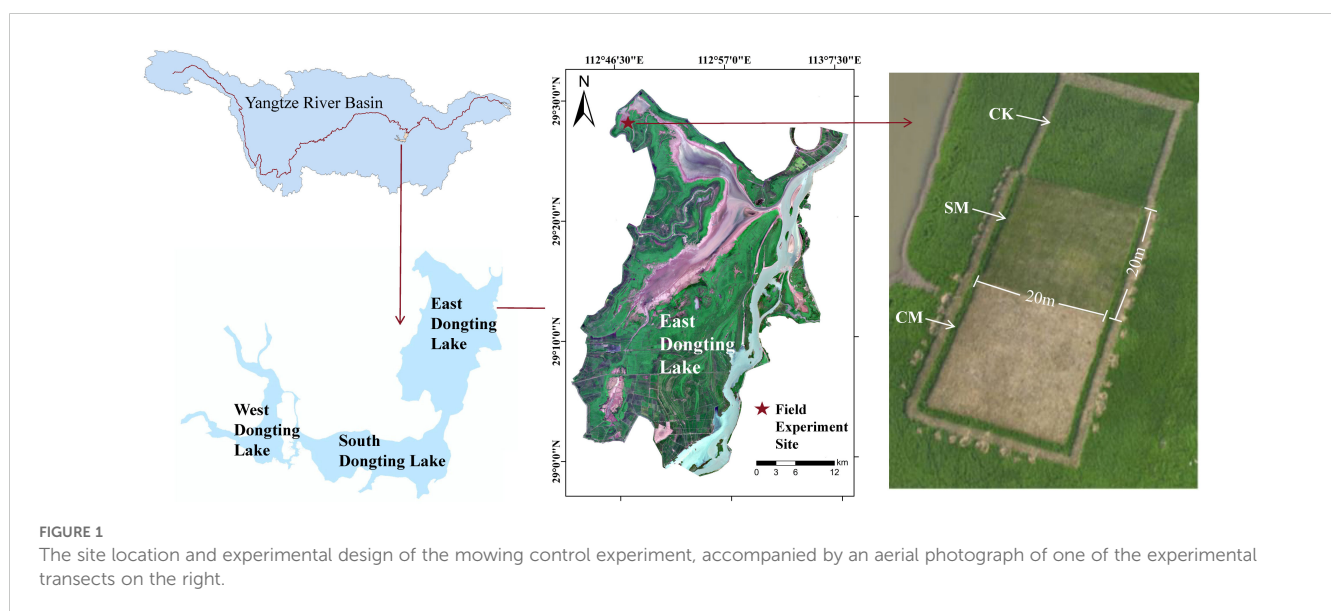 Yangtze River Basin
East
Dongting
Lake
West
Dongting
Lake
South
Dongting Lake
112°46'30"E
112°57'0"E
113°7'30"E
N
29°30'0"N
29°20'0"N
29°10'0"N
29°0'0"N
East
Dongting
Lake
Field
Experiment
Site
km
0 3 6 12
CK
SM
CM
20m
20m
FIGURE 1
The site location and experimental design of the mowing control experiment, accompanied by an aerial photograph of one of the experimental
transects on the right.